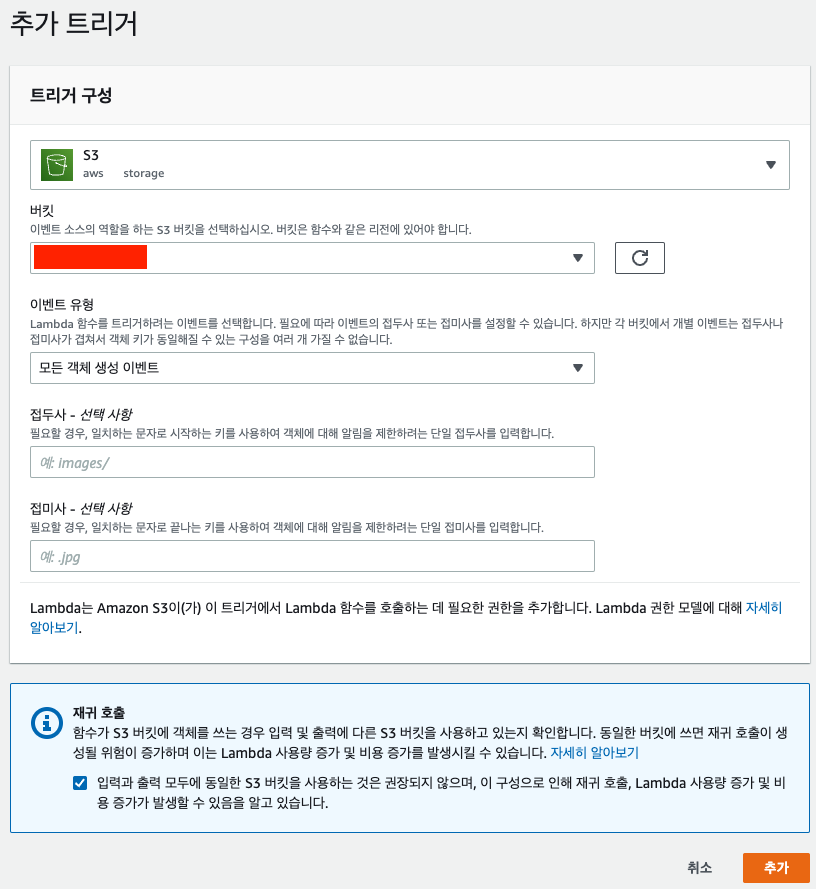 추가 트리거
트리거 구성
S3
aws storage
버킷
이벤트 소스의 역할을 하는 S3 버킷을 선택하십시오. 버킷은 함수와 같은 리전에 있어야 합니다.
이벤트 유형
Lambda 함수를 트리거하려는 이벤트를 선택합니다. 필요에 따라 이벤트의 접두사 또는 접미사를 설정할 수 있습니다. 하지만 각 버킷에서 개별 이벤트는 접두사나
접미사가 겹쳐서 객체 키가 동일해질 수 있는 구성을 여러 개 가질 수 없습니다.
모든 객체 생성 이벤트
접두사 - 선택 사항
필요할 경우, 일치하는 문자로 시작하는 키를 사용하여 객체에 대해 알림을 제한하려는 단일 접두사를 입력합니다.
예: images/
접미사 - 선택 사항
필요할 경우, 일치하는 문자로 끝나는 키를 사용하여 객체에 대해 알림을 제한하려는 단일 접미사를 입력합니다.
예: .jpg
Lambda는 Amazon S3이(가) 이 트리거에서 Lambda 함수를 호출하는 데 필요한 권한을 추가합니다. Lambda 권한 모델에 대해 자세히
알아보기.
재귀 호출
함수가 S3 버킷에 객체를 쓰는 경우 입력 및 출력에 다른 S3 버킷을 사용하고 있는지 확인합니다. 동일한 버킷에 쓰면 재귀 호출이 생
성될 위험이 증가하며 이는 Lambda 사용량 증가 및 비용 증가를 발생시킬 수 있습니다. 자세히 알아보기
입력과 출력 모두에 동일한 S3 버킷을 사용하는 것은 권장되지 않으며, 이 구성으로 인해 재귀 호출, Lambda 사용량 증가 및 비
용 증가가 발생할 수 있음을 알고 있습니다.
취소 추가